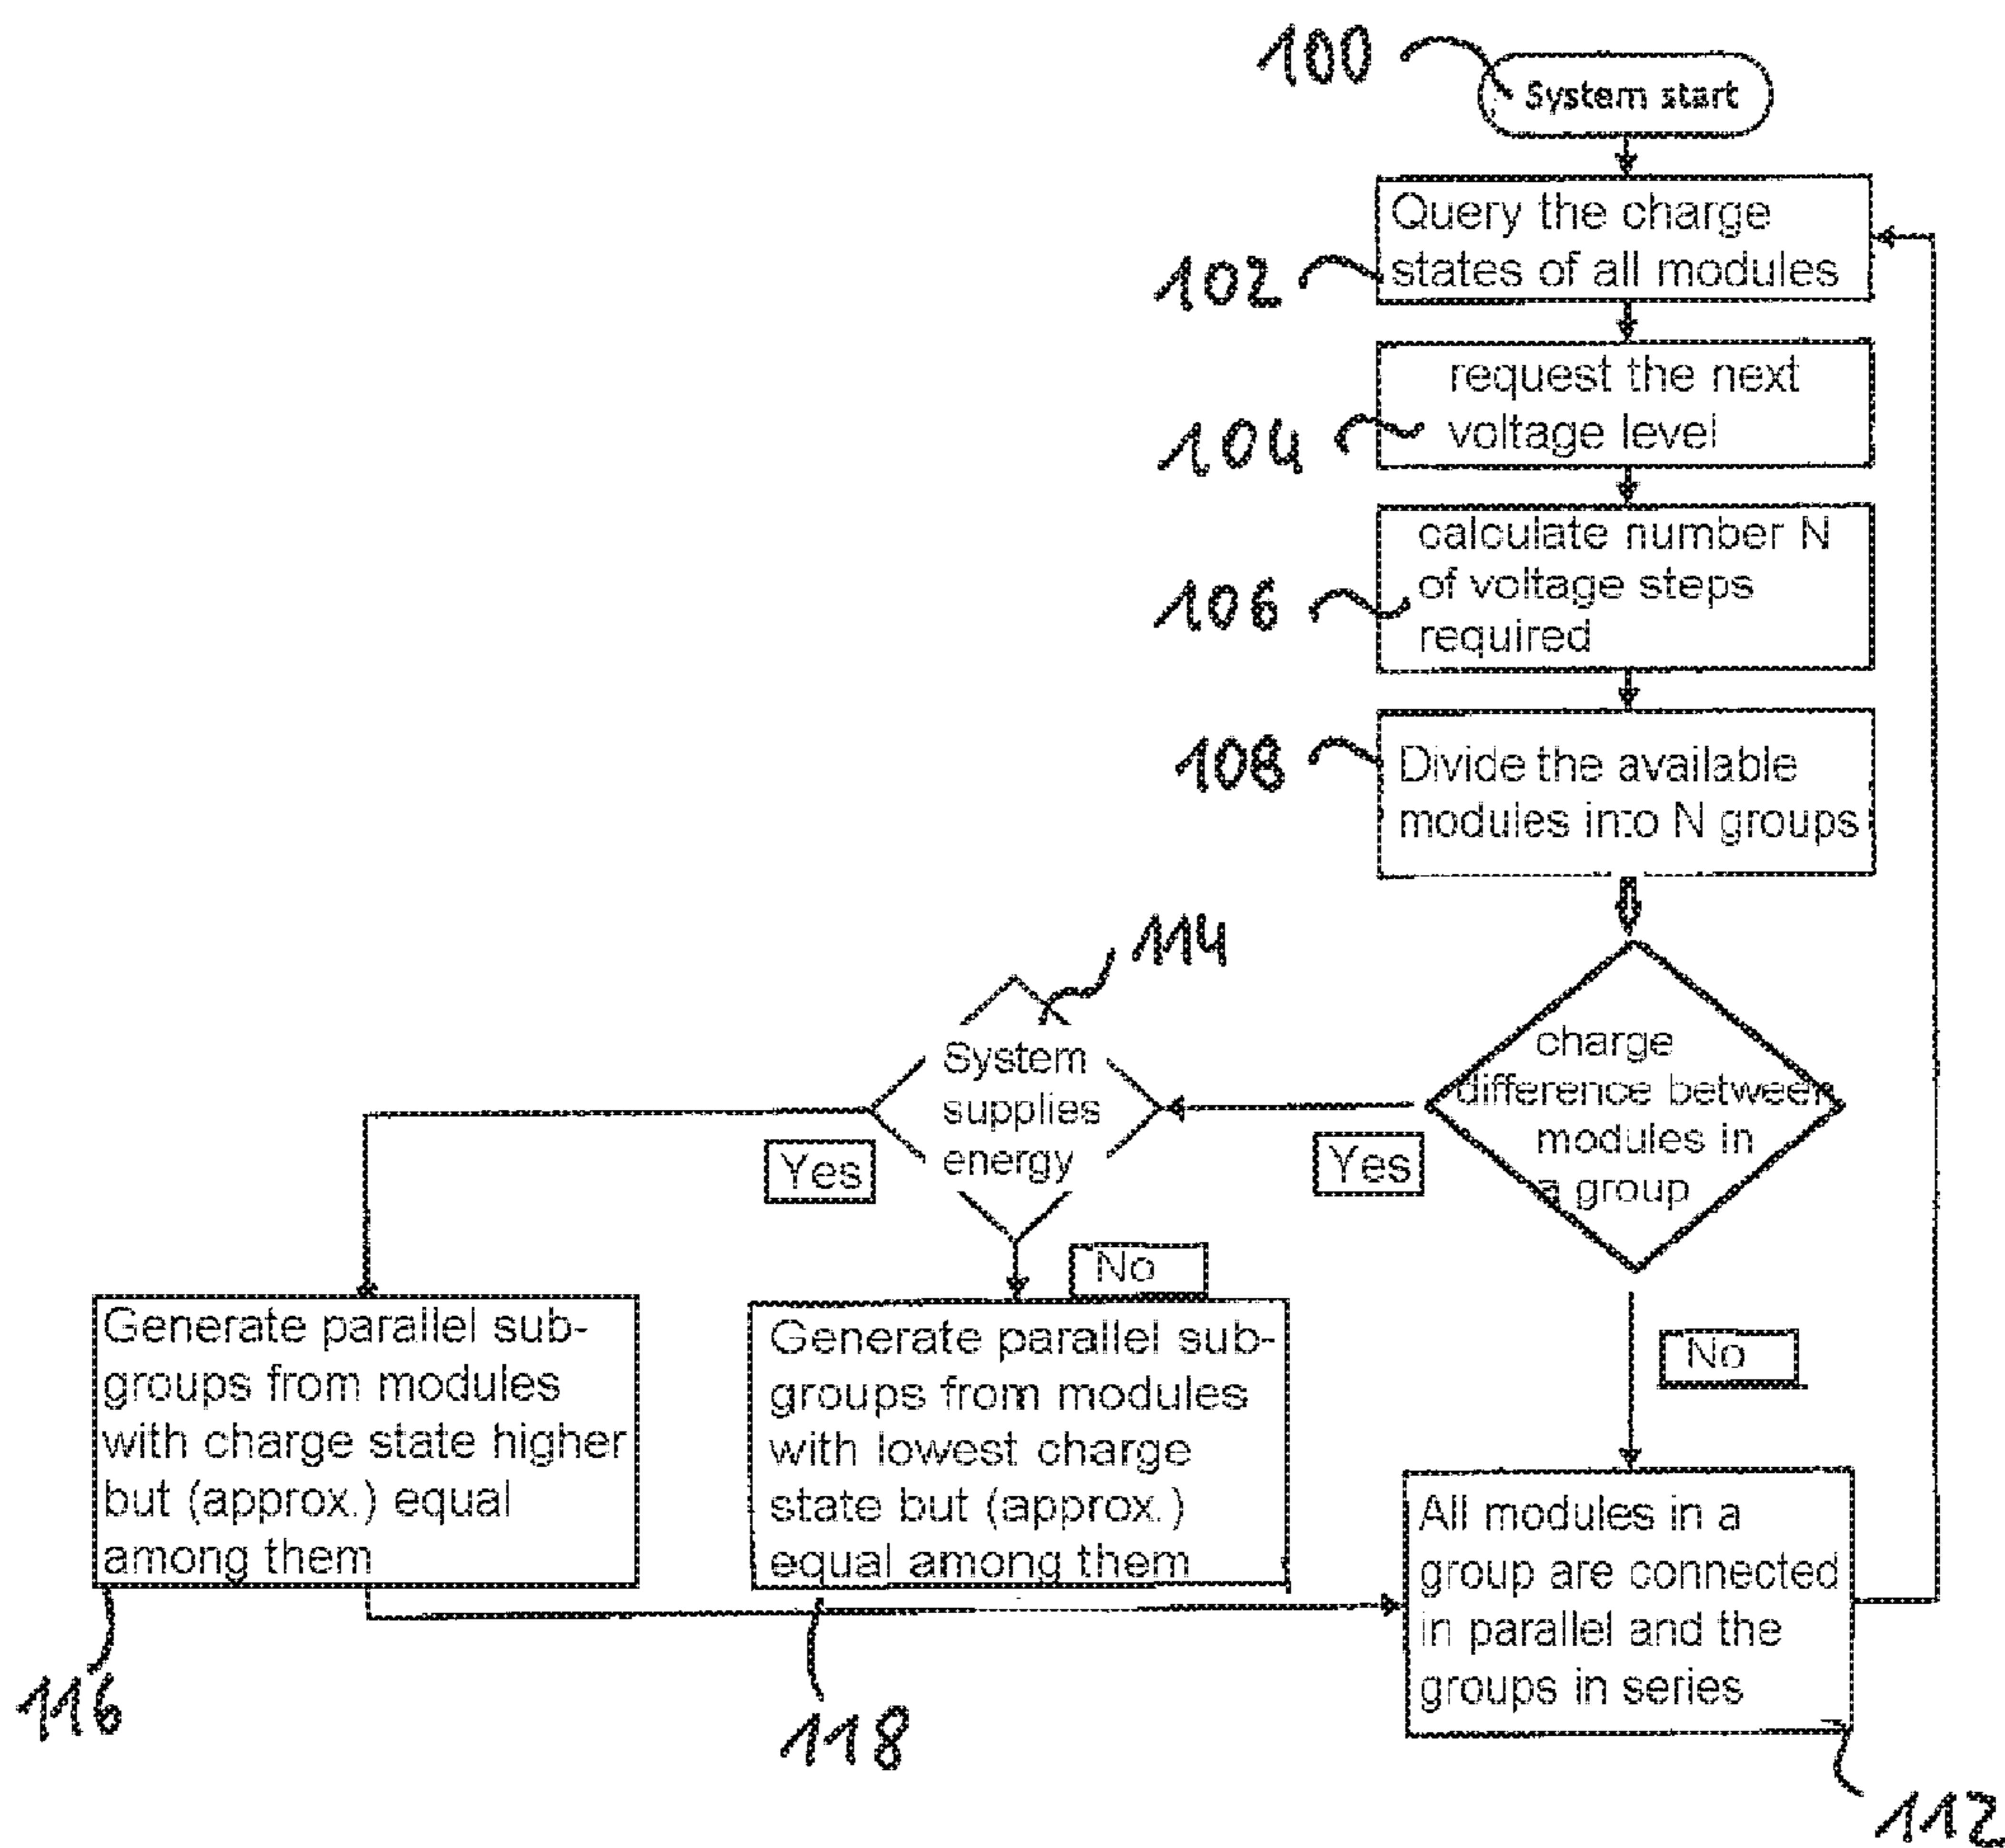 100
System start
Query the charge
states of all modules
102
request the next
voltage level
104
calculate number N
of voltage steps
required
106
108
Divide the available
modules into N groups
114
charge
difference between
modules in
a group
System
supplies
energy
Yes
Yes
No
No
Generate parallel sub-
groups from modules
with charge state higher
but (approx.) equal
among them
Generate parallel sub-
groups from modules
with lowest charge
state but (approx.)
equal among them
All modules in a
group are connected
in parallel and the
groups in series
116
118
112